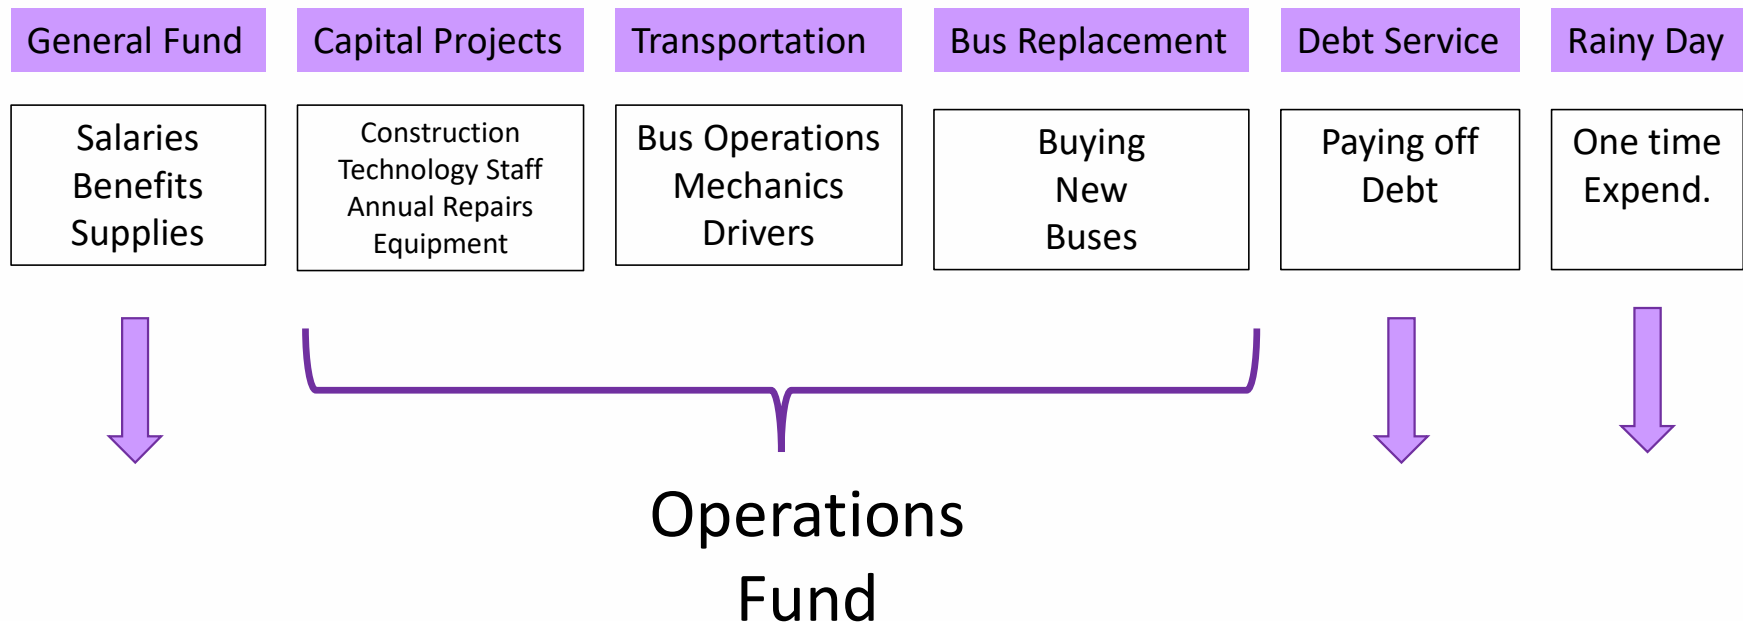 General Fund
Capital Projects
Transportation
Bus Replacement
Debt Service
Rainy Day
Salaries
Benefits
Supplies
Construction
Technology Staff
Annual Repairs
Equipment
Bus Operations
Mechanics
Drivers
Buying
New
Buses
Paying off
Debt
One time
Expend.
Operations
Fund